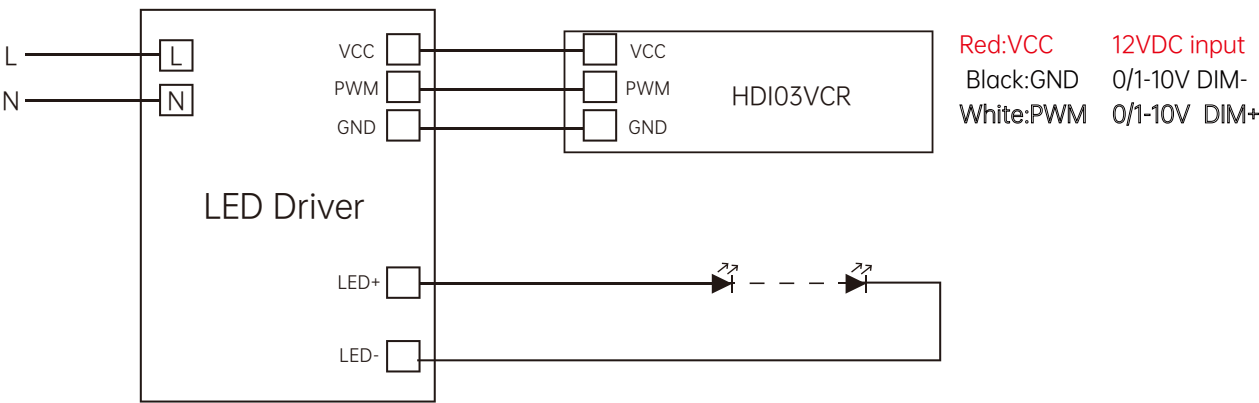 L
L
N
N
VCC
PWM
GND
LED Driver
LED+
LED-
VCC
PWM
GND
HDI03VCR
Red:VCC 12VDC input
Black:GND 0/1-10V DIM-
White:PWM 0/1-10V DIM+